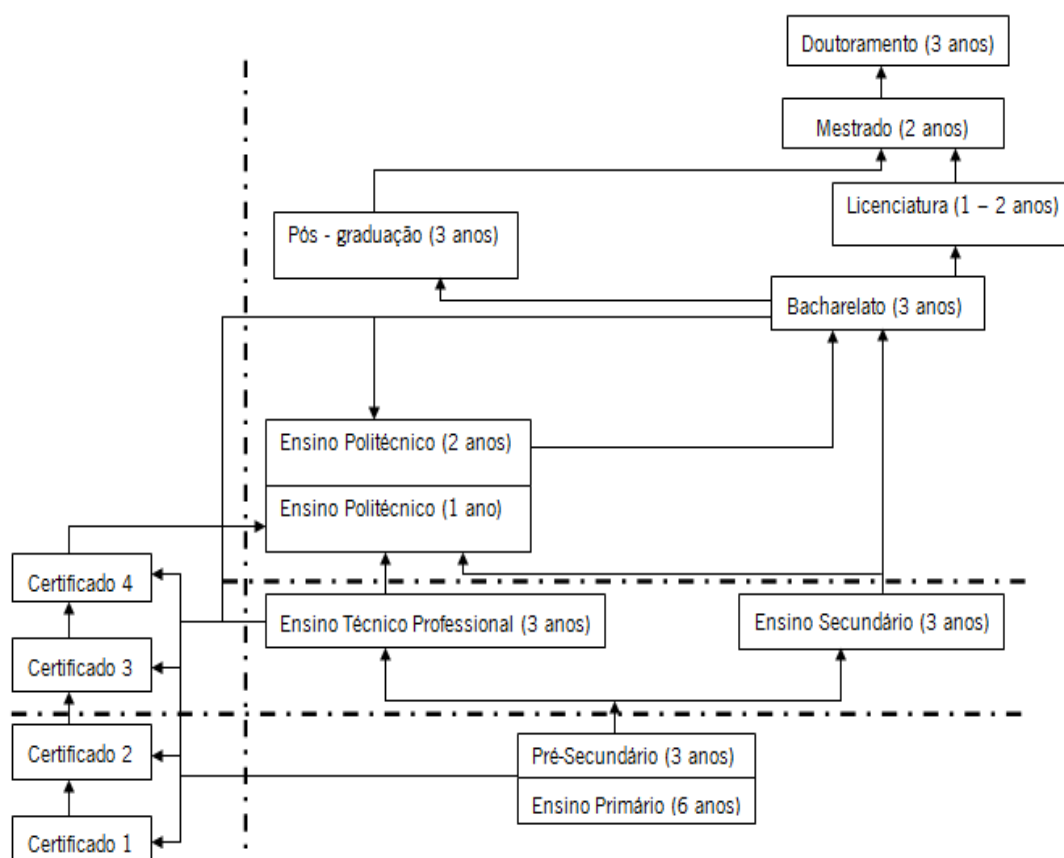 Doutoramento (3 anos)
Mestrado (2 anos)
Licenciatura (1 – 2 anos)
Pós - graduação (3 anos)
Bacharelato (3 anos)
Ensino Politécnico (2 anos)
Ensino Politécnico (1 ano)
Certificado 4
Ensino Técnico Professional (3 anos)
Ensino Secundário (3 anos)
Certificado 3
Certificado 2
Pré-Secundário (3 anos)
Ensino Primário (6 anos)
Certificado 1